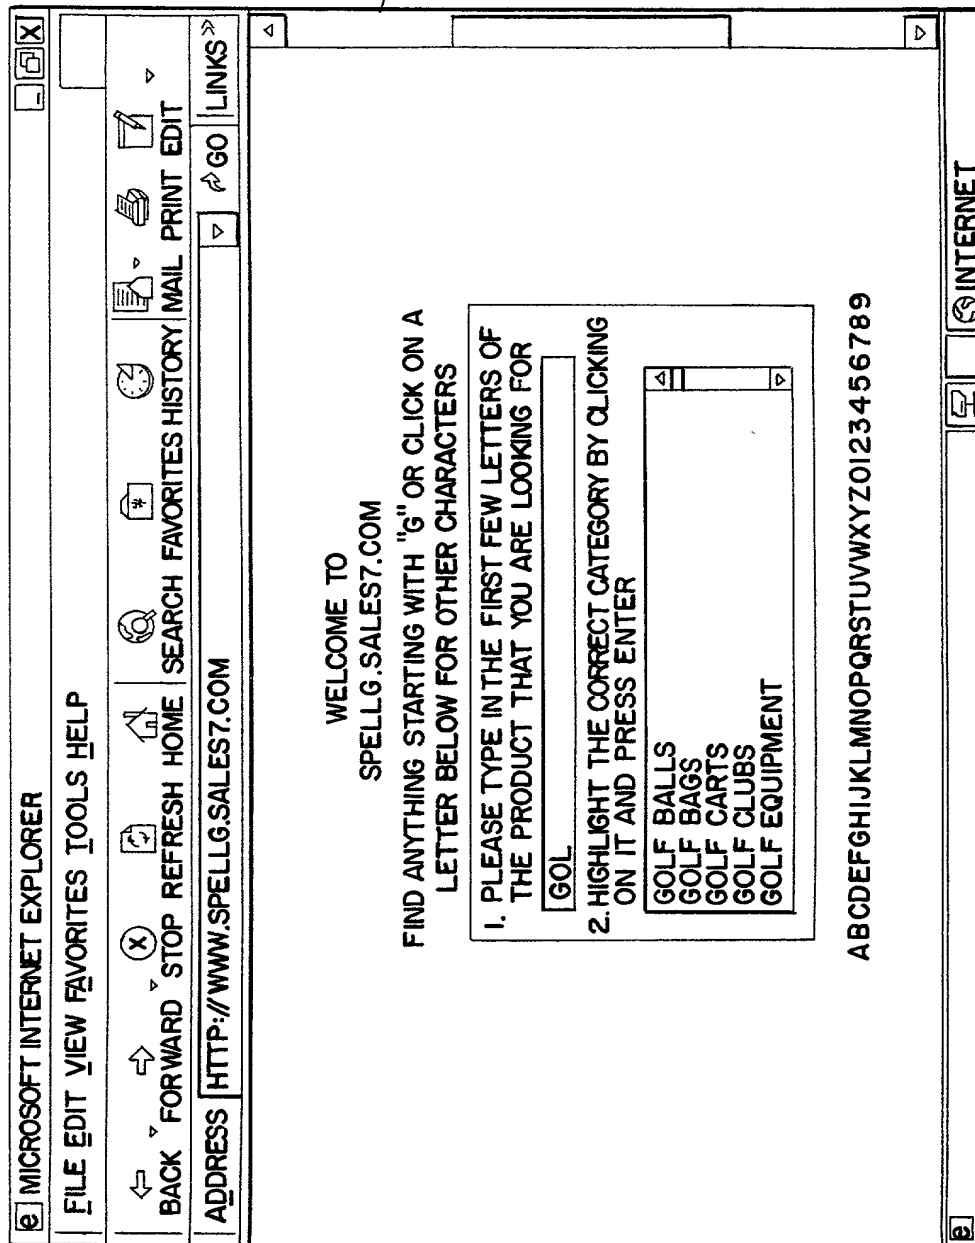 e MICROSOFT INTERNET EXPLORER
FILE EDIT VIEW FAVORITES TOOLS HELP
BACK FORWARD STOP REFRESH HOME SEARCH FAVORITES HISTORY MAIL PRINT EDIT
ADDRESS HTTP://WWW.SPELLG.SALES7.COM GO LINKS »
WELCOME TO
SPELLG.SALES7.COM
FIND ANYTHING STARTING WITH "G" OR CLICK ON A
LETTER BELOW FOR OTHER CHARACTERS
1. PLEASE TYPE IN THE FIRST FEW LETTERS OF
THE PRODUCT THAT YOU ARE LOOKING FOR
GOL
2. HIGHLIGHT THE CORRECT CATEGORY BY CLICKING
ON IT AND PRESS ENTER
GOLF BALLS
GOLF BAGS
GOLF CARTS
GOLF CLUBS
GOLF EQUIPMENT
ABCDEFGHIJKLMNOPQRSTUVWXYZ0123456789
e INTERNET